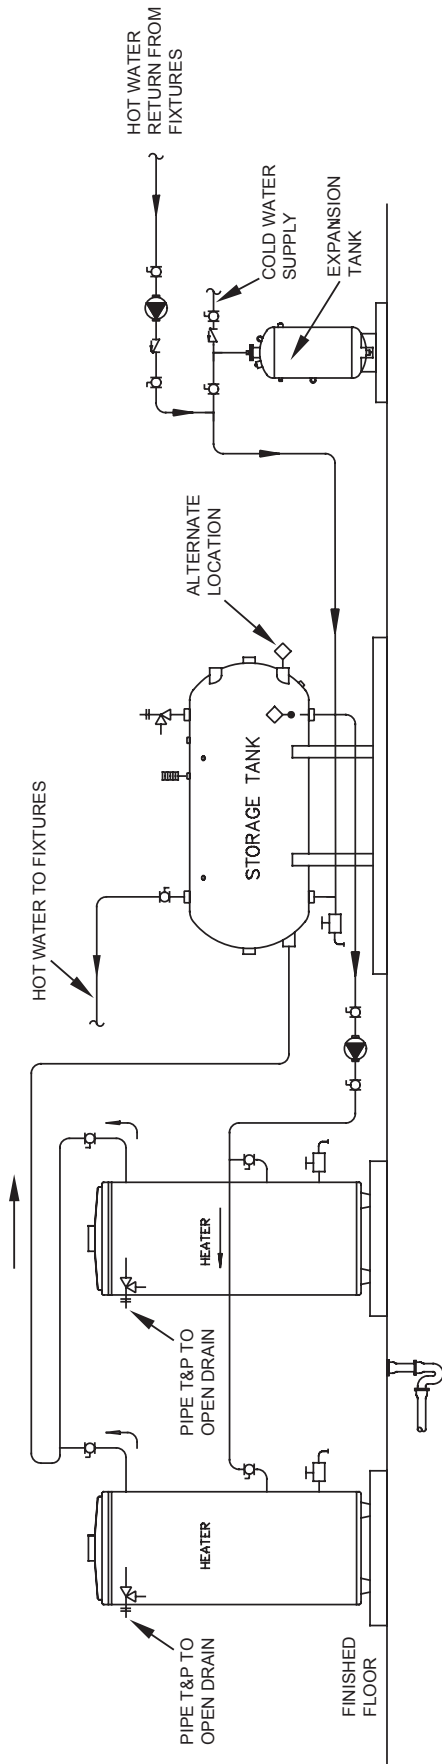 PIPE T&P TO
OPEN DRAIN
HEATER
FINISHED
FLOOR
PIPE T&P TO
OPEN DRAIN
HEATER
HOT WATER TO FIXTURES
STORAGE TANK
ALTERNATE
LOCATION
HOT WATER
RETURN FROM
FIXTURES
COLD WATER
SUPPLY
EXPANSION
TANK